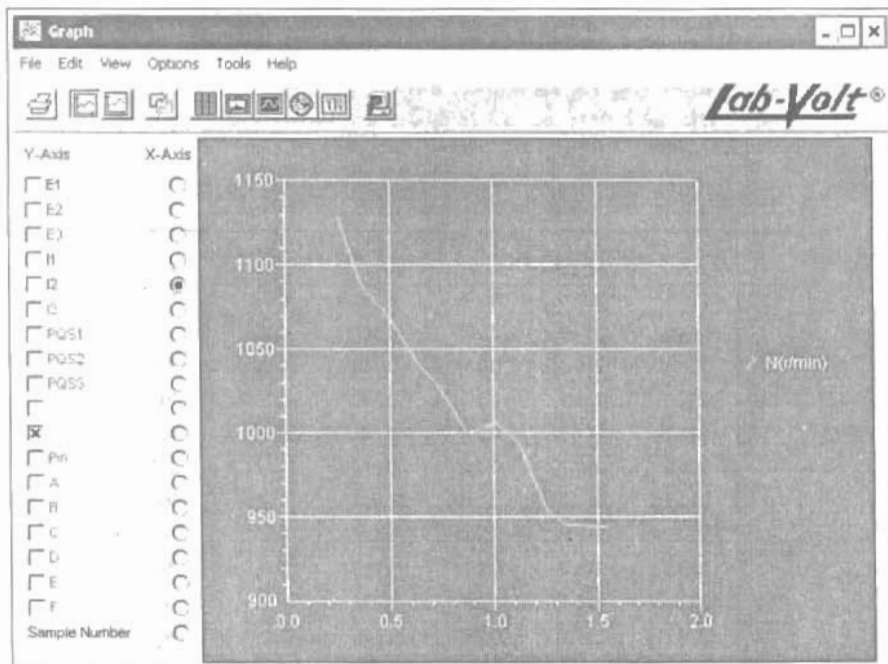 Graph
File Edit View Options Tools Help
Lab-Volt ®
Y-Axis X-Axis
E1
E2
E3
I1
I2
I3
PQS1
PQS2
PQS3
Pm
A
B
C
D
E
F
Sample Number
1150
1100
1050
1000
950
900
0.0 0.5 1.0 1.5 2.0
N(r/min)